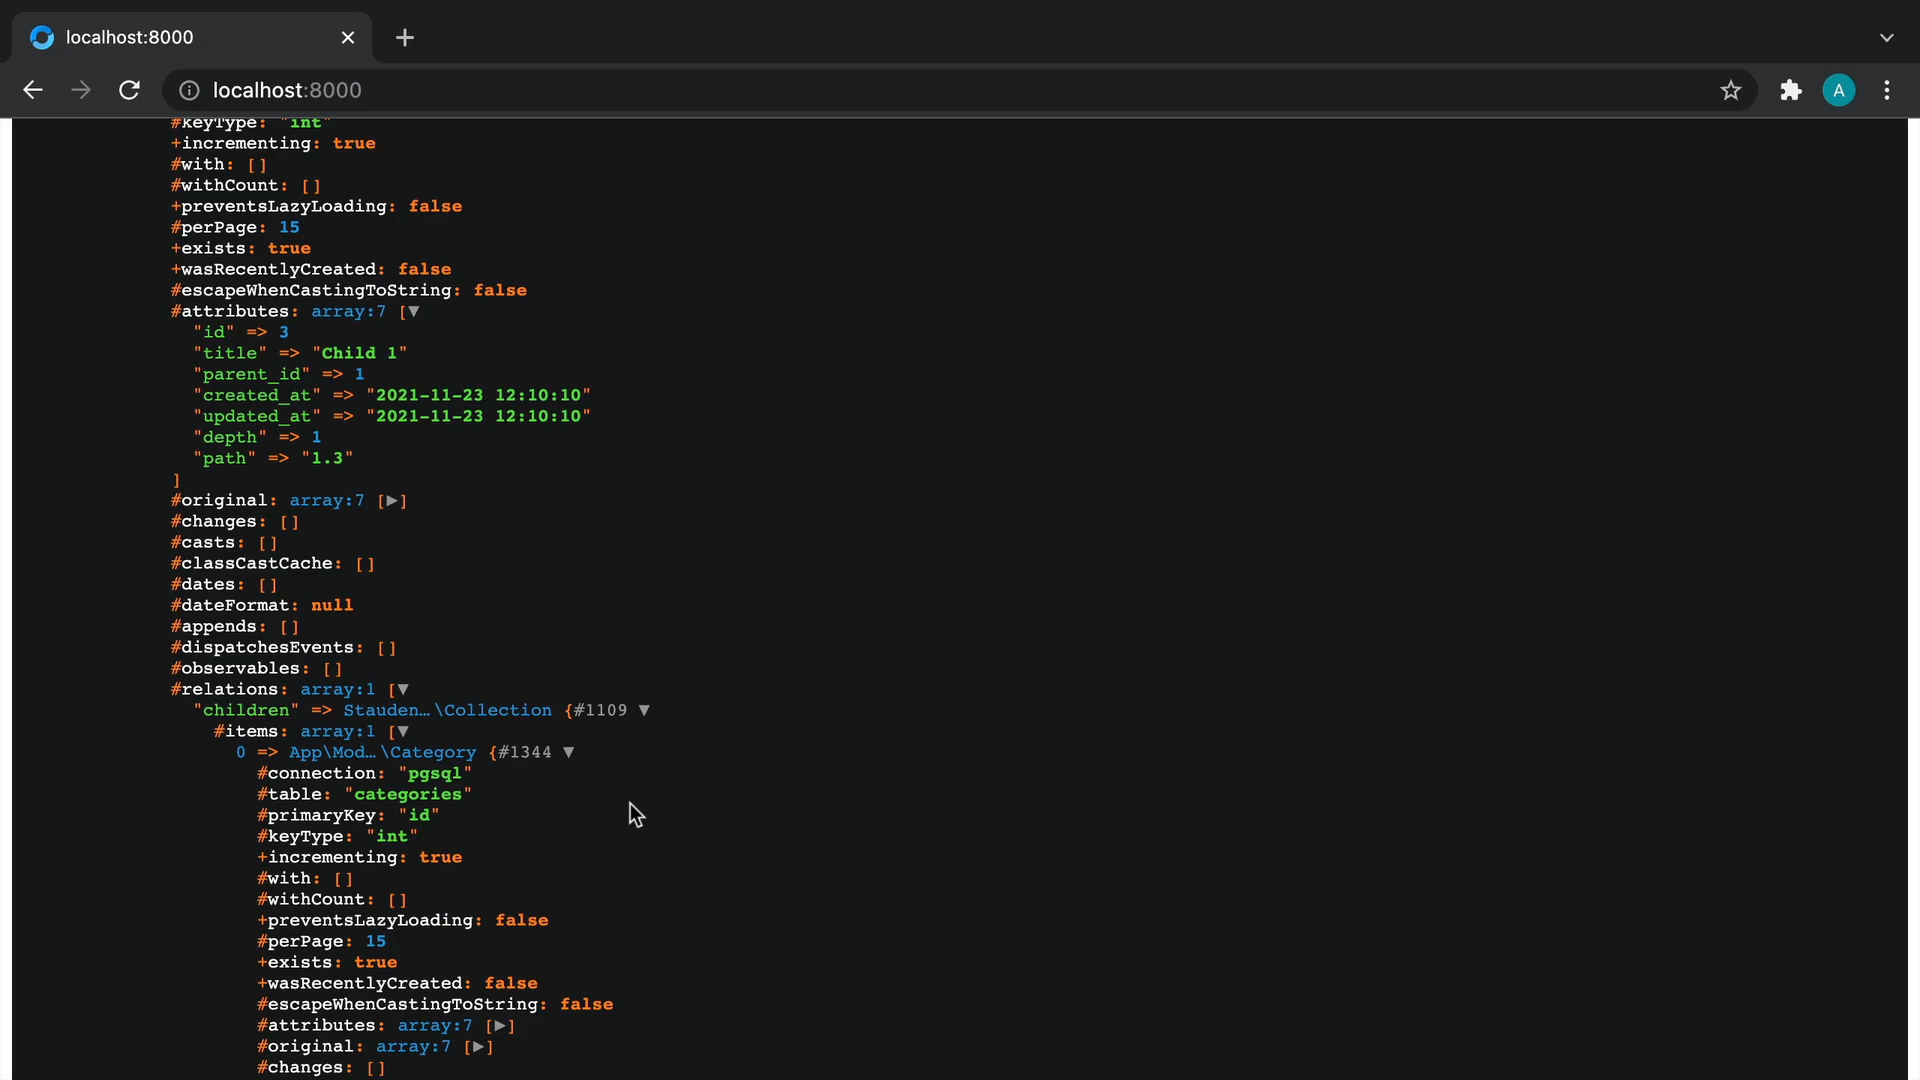 localhost:8000
localhost:8000
A
#keyType: "int"
+incrementing: true
#with: []
#withCount: []
+preventsLazyLoading: false
#perPage: 15
+exists: true
+wasRecentlyCreated: false
#escapeWhenCastingToString: false
#attributes: array:7 [▼
"id" => 3
"title" => "Child 1"
"parent_id" => 1
"created_at" => "2021-11-23 12:10:10"
"updated_at" => "2021-11-23 12:10:10"
"depth" => 1
"path" => "1.3"
]
#original: array:7 [▶]
#changes: []
#casts: []
#classCastCache: []
#dates: []
#dateFormat: null
#appends: []
#dispatchesEvents: []
#observables: []
#relations: array:1 [▼
"children" => Stauden…\Collection {#1109 ▼
#items: array:1 [▼
0 => App\Mod…\Category {#1344 ▼
#connection: "pgsql"
#table: "categories"
#primaryKey: "id"
#keyType: "int"
+incrementing: true
#with: []
#withCount: []
+preventsLazyLoading: false
#perPage: 15
+exists: true
+wasRecentlyCreated: false
#escapeWhenCastingToString: false
#attributes: array:7 [▶]
#original: array:7 [▶]
#changes: []